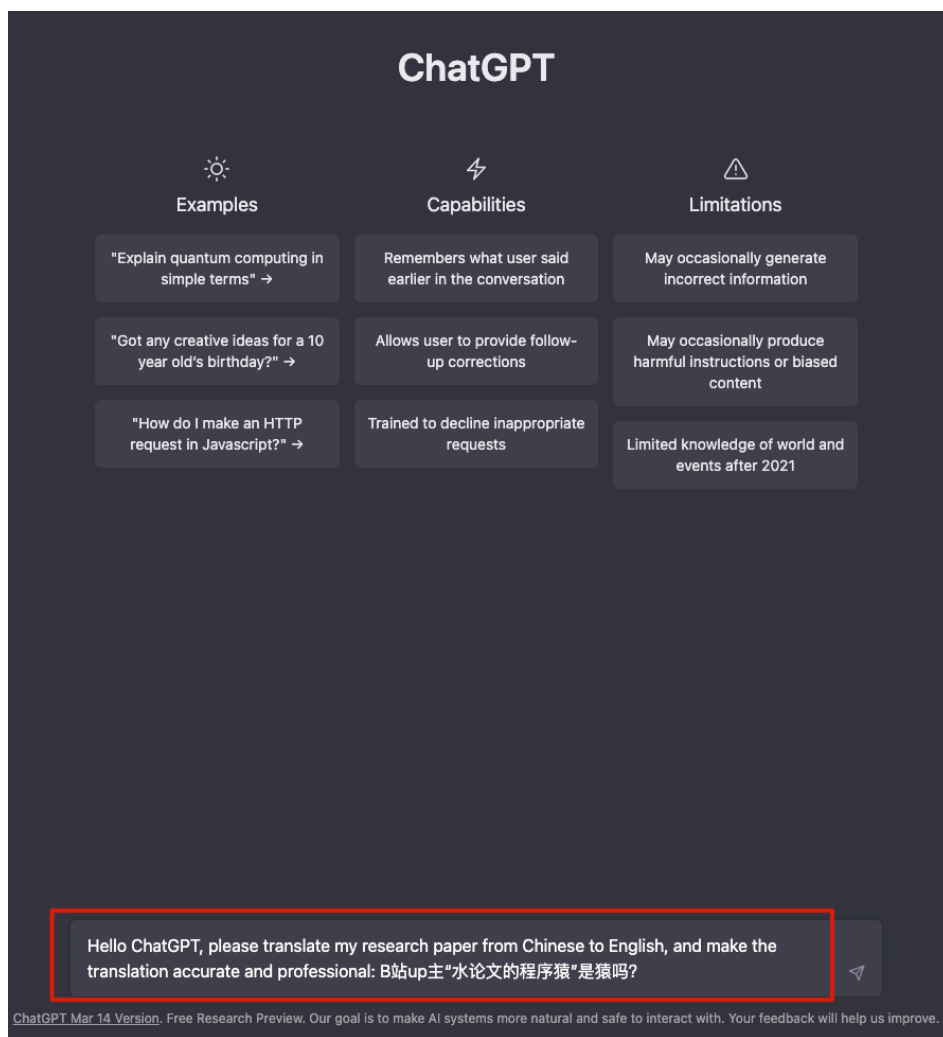 ChatGPT
Examples
"Explain quantum computing in
simple terms" →
"Got any creative ideas for a 10
year old's birthday?" →
"How do I make an HTTP
request in Javascript?" →
Capabilities
Remembers what user said
earlier in the conversation
Allows user to provide follow-
up corrections
Trained to decline inappropriate
requests
Limitations
May occasionally generate
incorrect information
May occasionally produce
harmful instructions or biased
content
Limited knowledge of world and
events after 2021
Hello ChatGPT, please translate my research paper from Chinese to English, and make the
translation accurate and professional: B站up主“水论文的程序猿”是猿吗?
ChatGPT Mar 14 Version. Free Research Preview. Our goal is to make AI systems more natural and safe to interact with. Your feedback will help us improve.